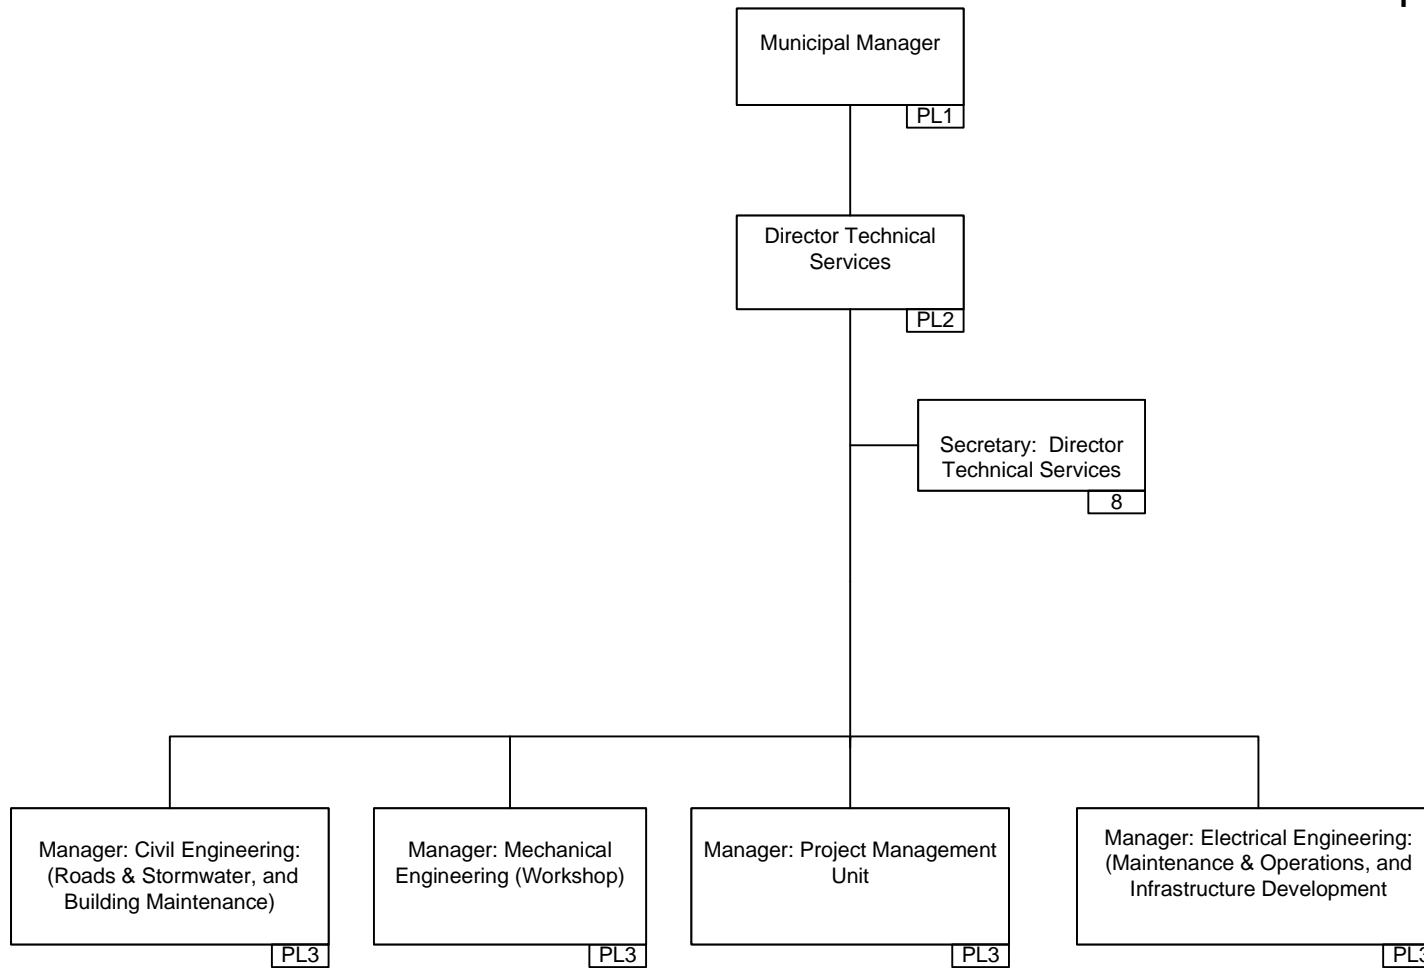 Municipal Manager
PL1
Director Technical
Services
PL2
Secretary: Director
Technical Services
8
Manager: Civil Engineering:
(Roads & Stormwater, and
Building Maintenance)
PL3
Manager: Mechanical
Engineering (Workshop)
PL3
Manager: Project Management
Unit
PL3
Manager: Electrical Engineering:
(Maintenance & Operations, and
Infrastructure Development
PL3